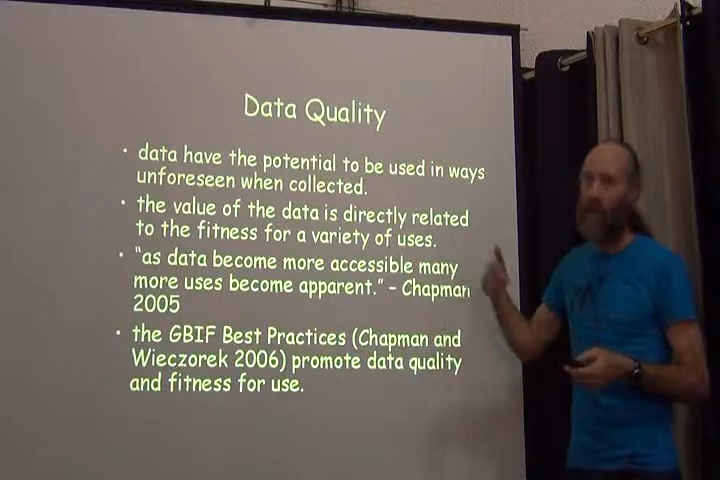 Data Quality
• data have the potential to be used in ways
unforeseen when collected.
• the value of the data is directly related
to the fitness for a variety of uses.
• "as data become more accessible many
more uses become apparent." – Chapman
2005
• the GBIF Best Practices (Chapman and
Wieczorek 2006) promote data quality
and fitness for use.